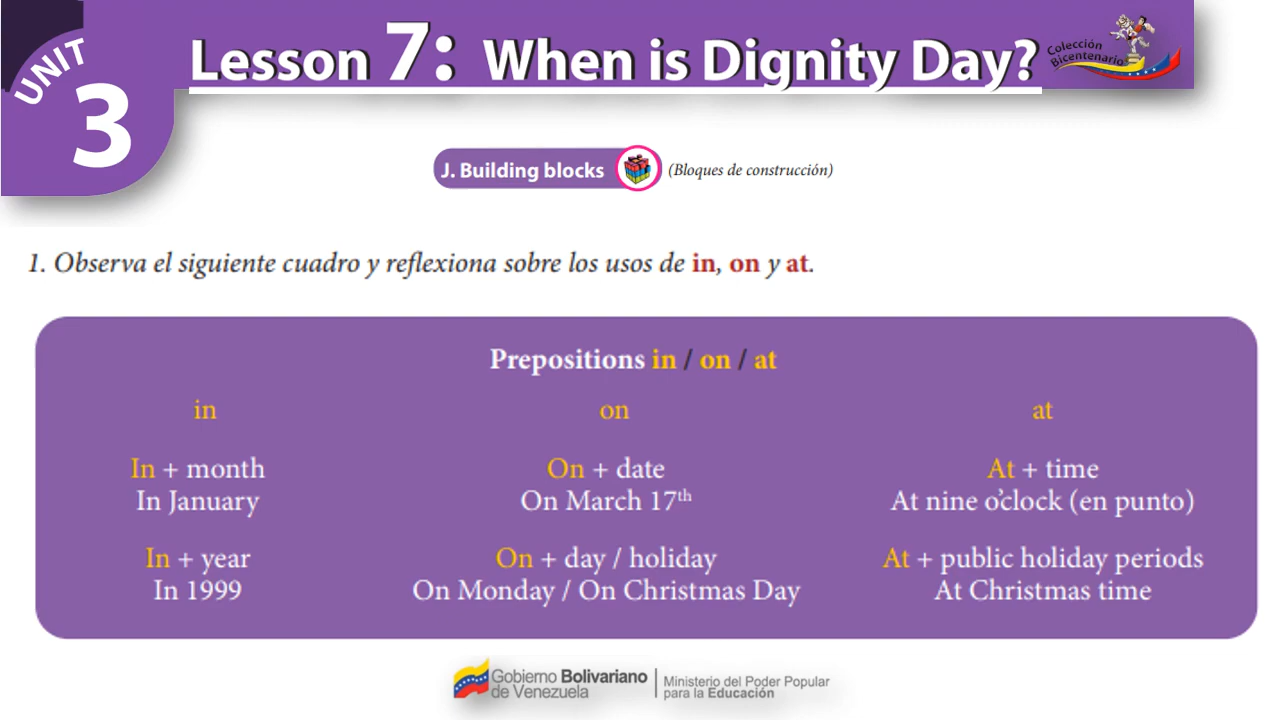 UNIT
3
Lesson 7: When is Dignity Day?
Colección
Bicentenario
J. Building blocks (Bloques de construcción)
1. Observa el siguiente cuadro y reflexiona sobre los usos de in, on y at.
Prepositions in / on / at
in on at
In + month On + date At + time
In January On March 17th At nine o'clock (en punto)
In + year On + day / holiday At + public holiday periods
In 1999 On Monday / On Christmas Day At Christmas time
Gobierno Bolivariano
de Venezuela
Ministerio del Poder Popular
para la Educación